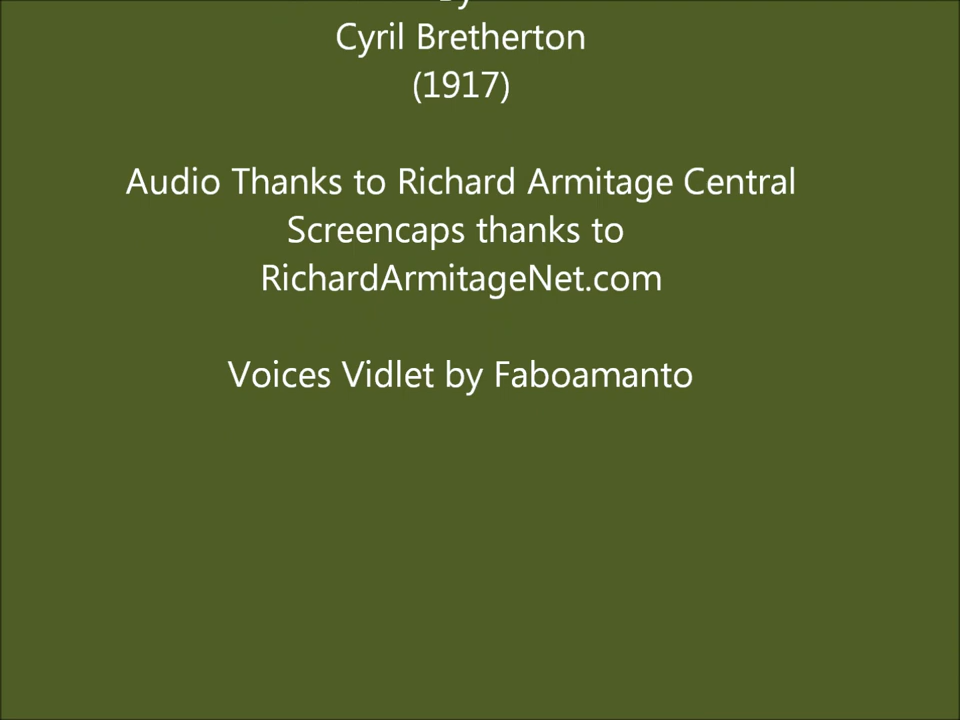 Cyril Bretherton
(1917)
Audio Thanks to Richard Armitage Central
Screencaps thanks to
RichardArmitageNet.com
Voices Vidlet by Faboamanto